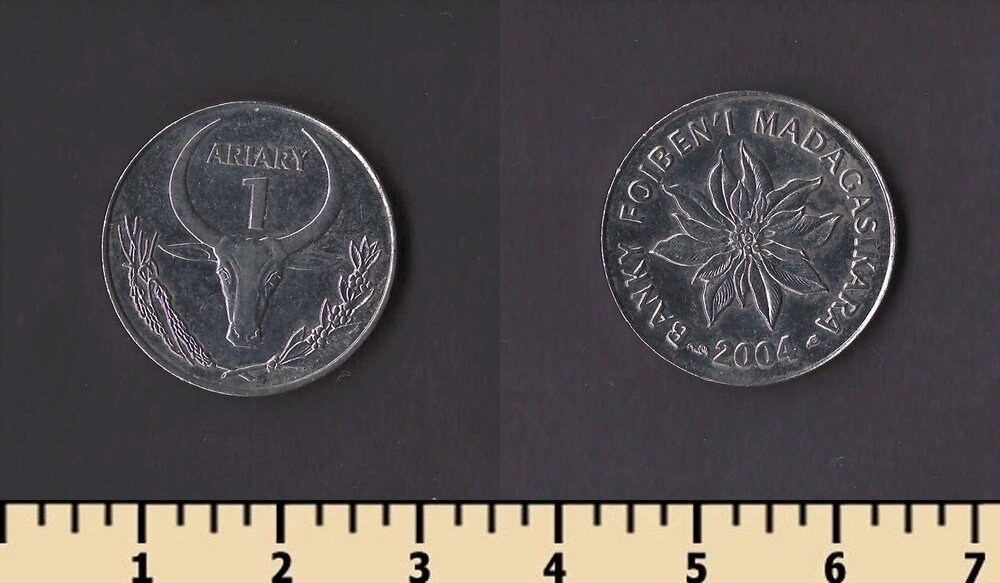 ARIARY
1
BANKY FOIBEN'I MADAGASIKARA
2004
1 2 3 4 5 6 7